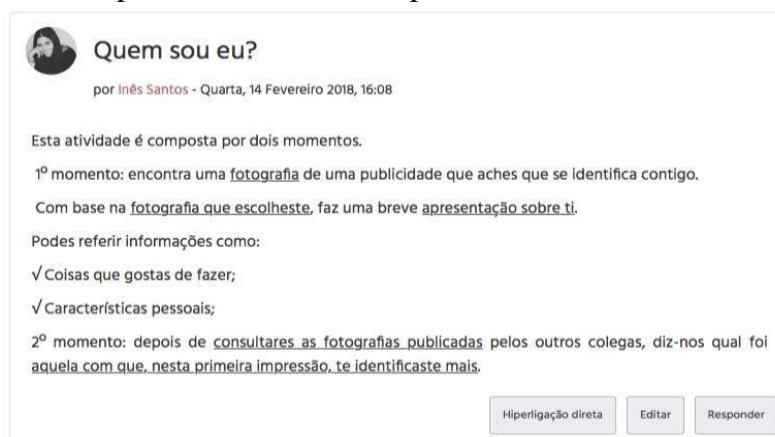 Quem sou eu?
por Inês Santos - Quarta, 14 Fevereiro 2018, 16:08
Esta atividade é composta por dois momentos.
1º momento: encontra uma fotografia de uma publicidade que aches que se identifica contigo.
Com base na fotografia que escolheste, faz uma breve apresentação sobre ti.
Podes referir informações como:
√ Coisas que gostas de fazer;
√ Características pessoais;
2º momento: depois de consultares as fotografias publicadas pelos outros colegas, diz-nos qual foi
aquela com que, nesta primeira impressão, te identificaste mais.
Hiperligação direta Editar Responder